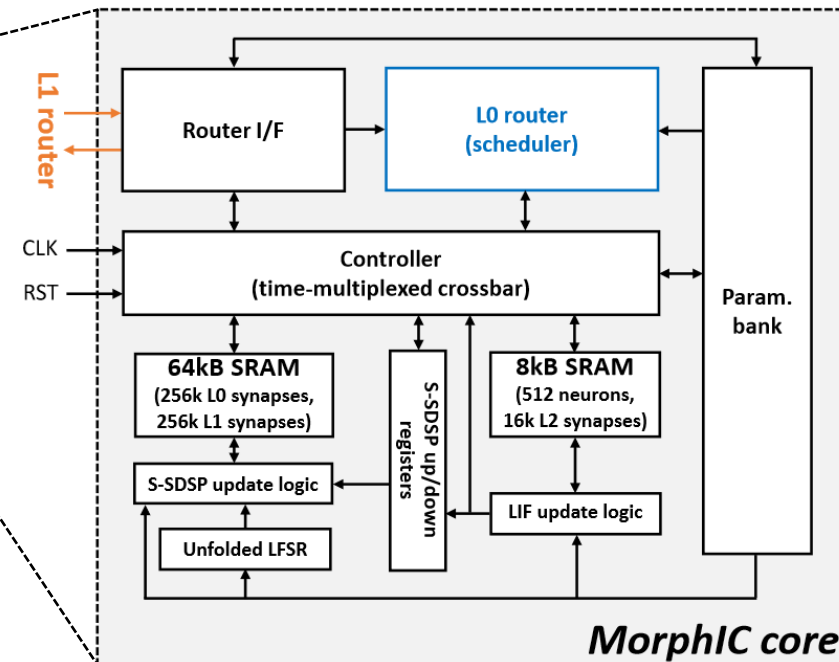 L1 router
Router I/F
L0 router
(scheduler)
CLK
RST
Controller
(time-multiplexed crossbar)
Param.
bank
64kB SRAM
(256k L0 synapses,
256k L1 synapses)
S-SDSP up/down
registers
8kB SRAM
(512 neurons,
16k L2 synapses)
S-SDSP update logic
LIF update logic
Unfolded LFSR
MorphIC core